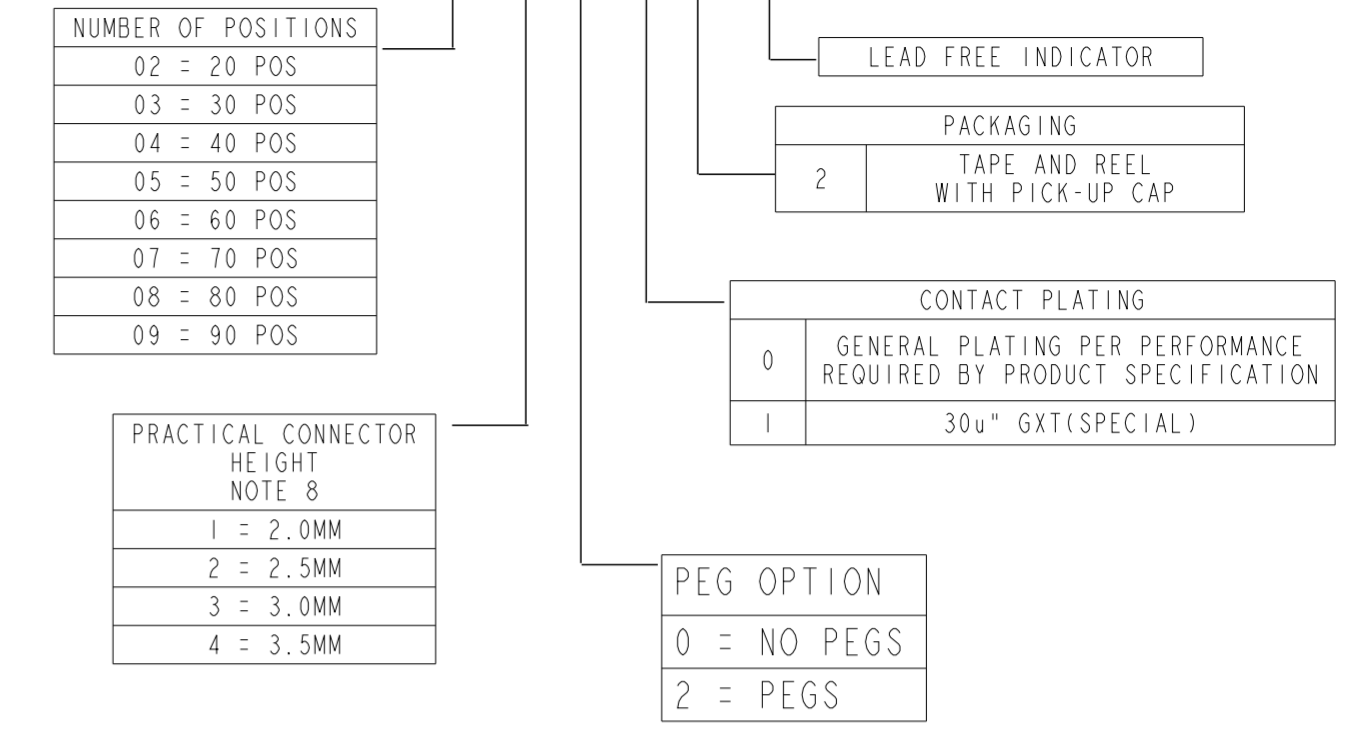 NUMBER OF POSITIONS
02 = 20 POS
03 = 30 POS
04 = 40 POS
05 = 50 POS
06 = 60 POS
07 = 70 POS
08 = 80 POS
09 = 90 POS
PRACTICAL CONNECTOR
HEIGHT
NOTE 8
1 = 2.0MM
2 = 2.5MM
3 = 3.0MM
4 = 3.5MM
LEAD FREE INDICATOR
PACKAGING
2 TAPE AND REEL
WITH PICK-UP CAP
CONTACT PLATING
0 GENERAL PLATING PER PERFORMANCE
REQUIRED BY PRODUCT SPECIFICATION
1 30u" GXT(SPECIAL)
PEG OPTION
0 = NO PEGS
2 = PEGS